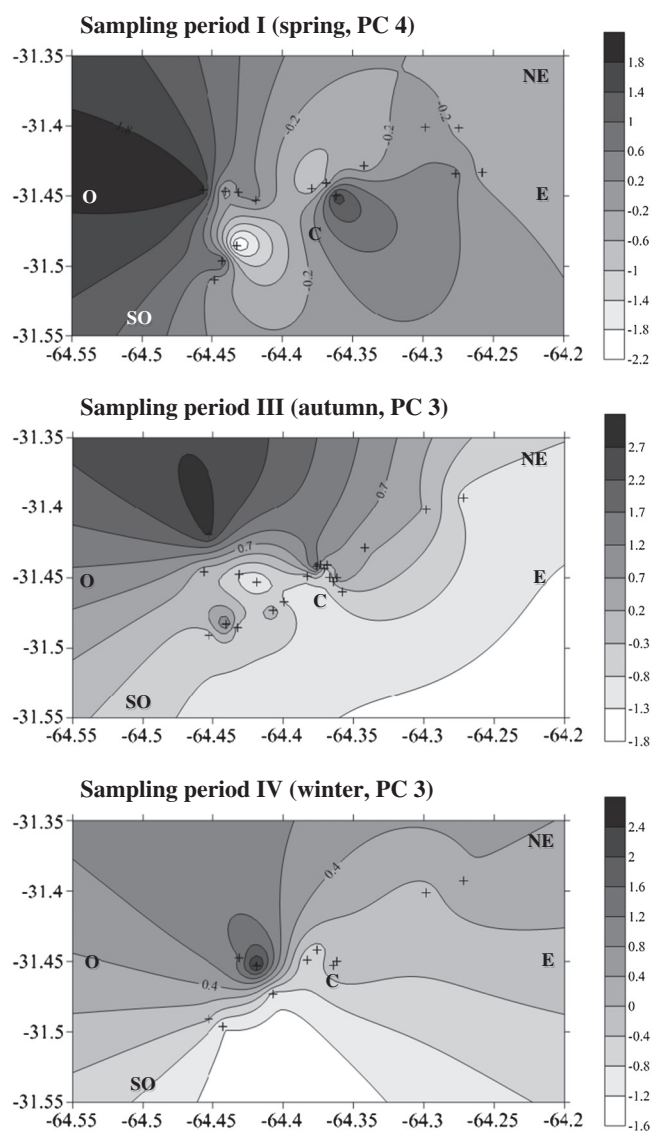 Sampling period I (spring, PC 4)
-31.35
-31.4
-31.45
-31.5
-31.55
NE
O
E
C
SO
-0.2
-0.2
-0.2
-0.2
-64.55 -64.5 -64.45 -64.4 -64.35 -64.3 -64.25 -64.2
1.8
1.4
1
0.6
0.2
-0.2
-0.6
-1
-1.4
-1.8
-2.2
Sampling period III (autumn, PC 3)
-31.35
-31.4
-31.45
-31.5
-31.55
NE
0.7
0.7
O
E
C
SO
-64.55 -64.5 -64.45 -64.4 -64.35 -64.3 -64.25 -64.2
2.7
2.2
1.7
1.2
0.7
0.2
-0.3
-0.8
-1.3
-1.8
Sampling period IV (winter, PC 3)
-31.35
-31.4
-31.45
-31.5
-31.55
NE
0.4
O
E
0.4
C
SO
-64.55 -64.5 -64.45 -64.4 -64.35 -64.3 -64.25 -64.2
2.4
2
1.6
1.2
0.8
0.4
0
-0.4
-0.8
-1.2
-1.6